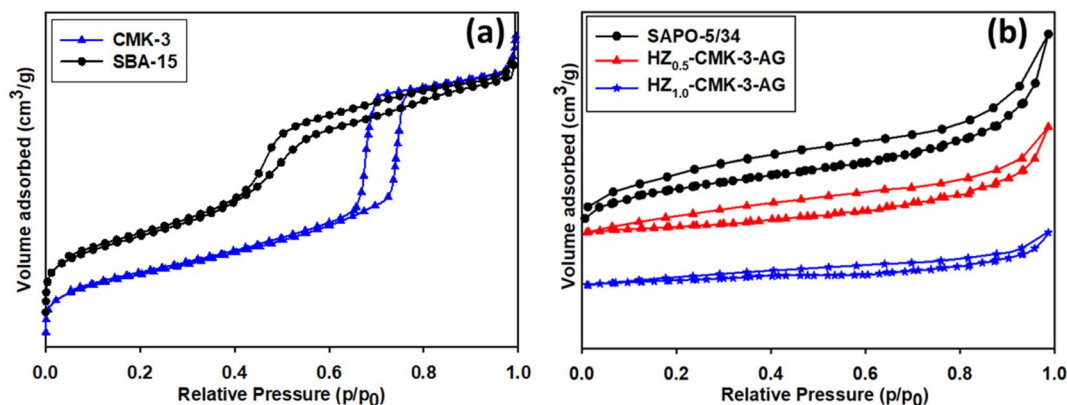 (a)
CMK-3
SBA-15
Volume adsorbed (cm³/g)
0.0 0.2 0.4 0.6 0.8 1.0
Relative Pressure (p/p₀)
(b)
SAPO-5/34
HZ₀.₅-CMK-3-AG
HZ₁.₀-CMK-3-AG
Volume adsorbed (cm³/g)
0.0 0.2 0.4 0.6 0.8 1.0
Relative Pressure (p/p₀)